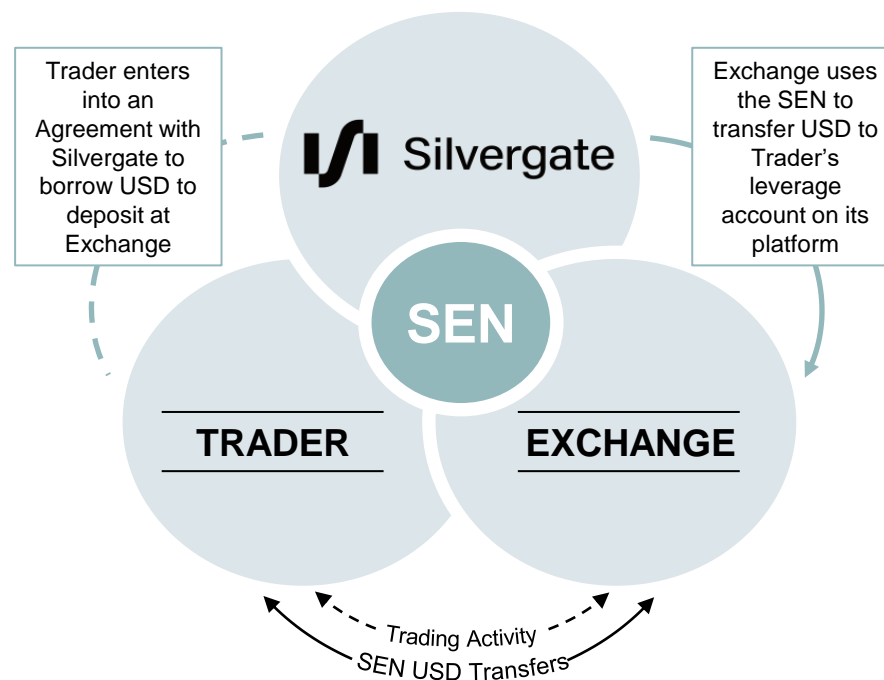 Trader enters
into an
Agreement with
Silvergate to
borrow USD to
deposit at
Exchange
Silvergate
Exchange uses
the SEN to
transfer USD to
Trader’s
leverage
account on its
platform
SEN
TRADER
EXCHANGE
Trading Activity
SEN USD Transfers